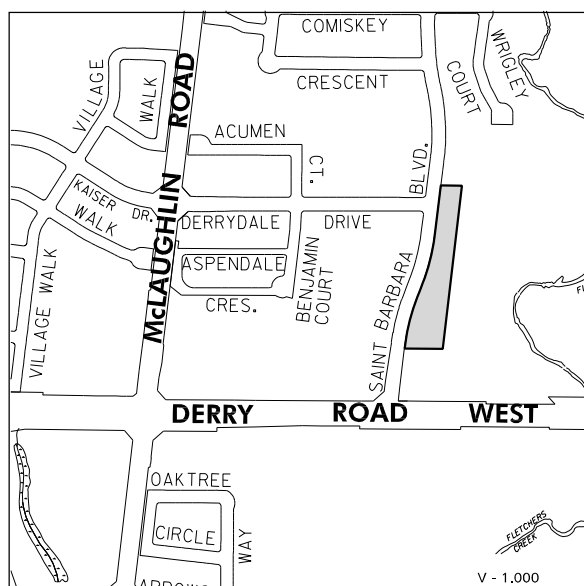 COMISKEY
CRESCENT
COURT
WRIGLEY
VILLAGE
WALK
McLAUGHLIN ROAD
ACUMEN
CT.
BLVD.
KAISER DR.
WALK
DERRYDALE DRIVE
ASPENDALE
CRES.
BENJAMIN
COURT
SAINT BARBARA
VILLAGE WALK
DERRY ROAD WEST
OAKTREE
CIRCLE
WAY
FLETCHERS
CREEK
V - 1.000